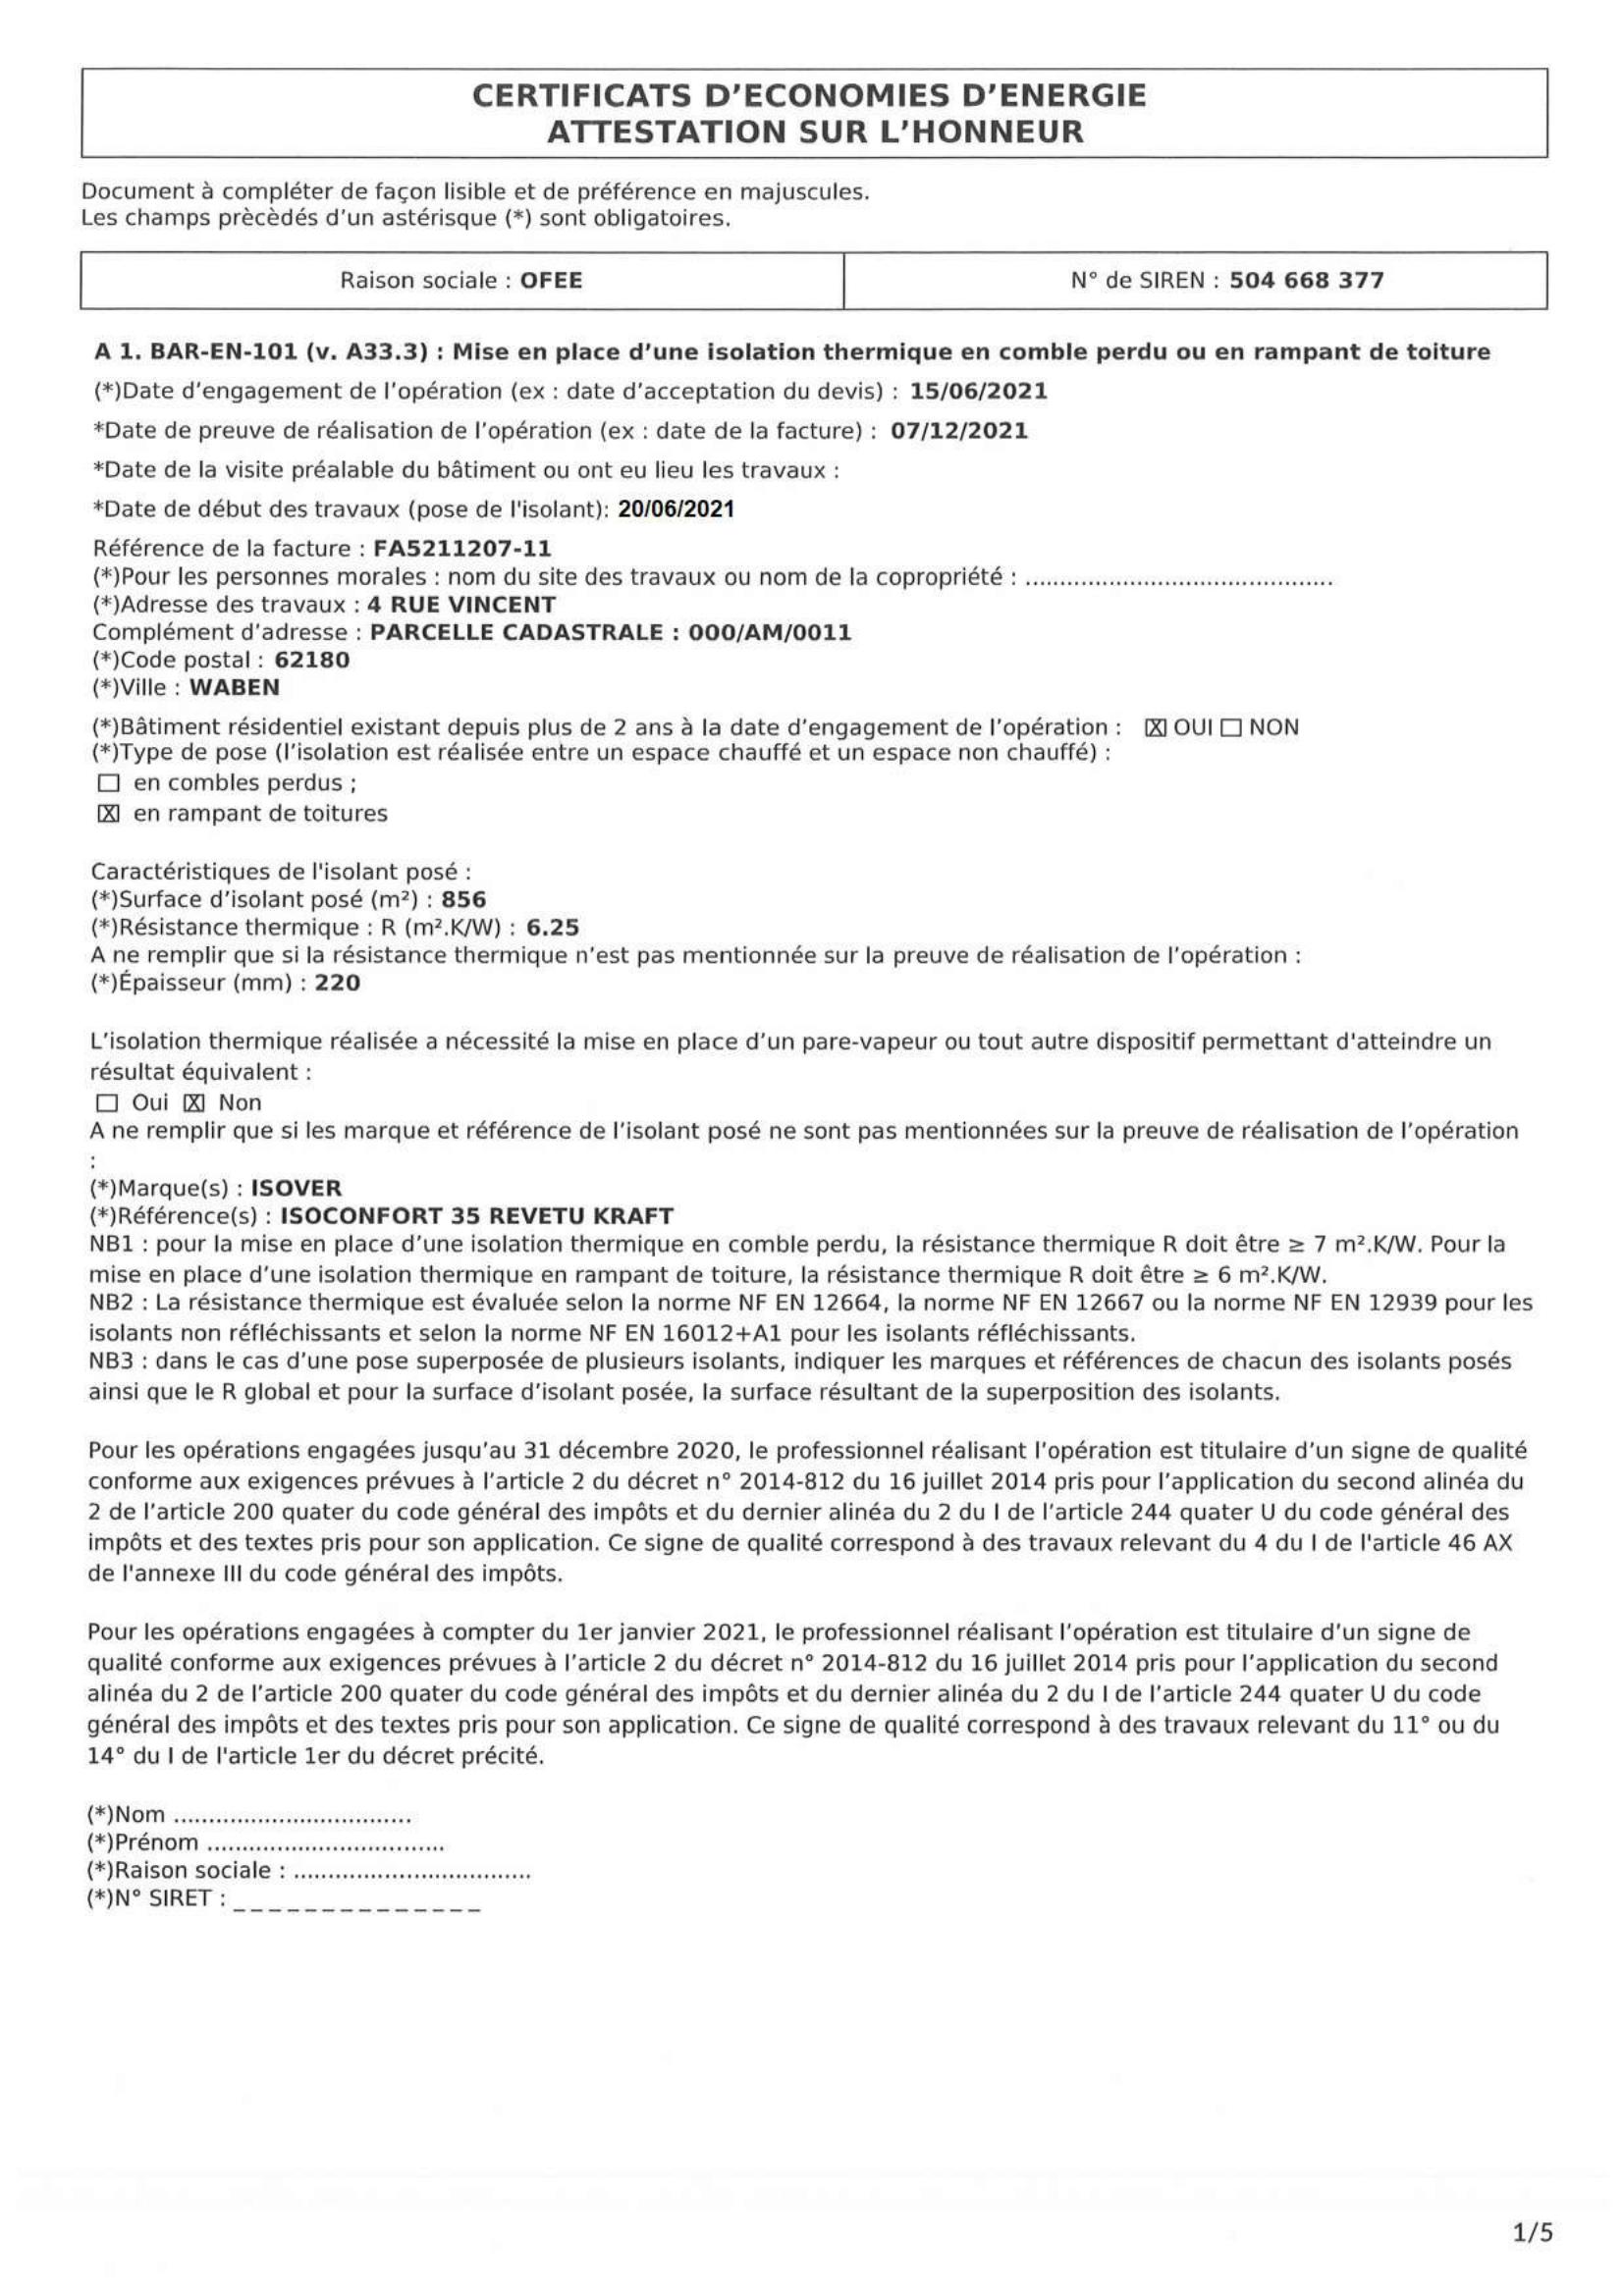 CERTIFICATS D’ECONOMIES D’ENERGIE
ATTESTATION SUR L’HONNEUR
Document à compléter de façon lisible et de préférence en majuscules.
Les champs prècèdés d’un astérisque (*) sont obligatoires.
Raison sociale : OFEE
N° de SIREN : 504 668 377
A 1. BAR-EN-101 (v. A33.3) : Mise en place d’une isolation thermique en comble perdu ou en rampant de toiture
(*)Date d’engagement de l’opération (ex : date d’acceptation du devis) : 15/06/2021
*Date de preuve de réalisation de l’opération (ex : date de la facture) : 07/12/2021
*Date de la visite préalable du bâtiment ou ont eu lieu les travaux :
*Date de début des travaux (pose de l'isolant): 20/06/2021
Référence de la facture : FA5211207-11
(*)Pour les personnes morales : nom du site des travaux ou nom de la copropriété : .............................................
(*)Adresse des travaux : 4 RUE VINCENT
Complément d'adresse : PARCELLE CADASTRALE : 000/AM/0011
(*)Code postal : 62180
(*)Ville : WABEN
(*)Bâtiment résidentiel existant depuis plus de 2 ans à la date d’engagement de l’opération : ☒ OUI ☐ NON
(*)Type de pose (l’isolation est réalisée entre un espace chauffé et un espace non chauffé) :
☐ en combles perdus ;
☒ en rampant de toitures
Caractéristiques de l'isolant posé :
(*)Surface d’isolant posé (m²) : 856
(*)Résistance thermique : R (m².K/W) : 6.25
A ne remplir que si la résistance thermique n’est pas mentionnée sur la preuve de réalisation de l’opération :
(*)Épaisseur (mm) : 220
L’isolation thermique réalisée a nécessité la mise en place d’un pare-vapeur ou tout autre dispositif permettant d'atteindre un
résultat équivalent :
☐ Oui ☒ Non
A ne remplir que si les marque et référence de l’isolant posé ne sont pas mentionnées sur la preuve de réalisation de l’opération
:
(*)Marque(s) : ISOVER
(*)Référence(s) : ISOCONFORT 35 REVETU KRAFT
NB1 : pour la mise en place d’une isolation thermique en comble perdu, la résistance thermique R doit être ≥ 7 m².K/W. Pour la
mise en place d’une isolation thermique en rampant de toiture, la résistance thermique R doit être ≥ 6 m².K/W.
NB2 : La résistance thermique est évaluée selon la norme NF EN 12664, la norme NF EN 12667 ou la norme NF EN 12939 pour les
isolants non réfléchissants et selon la norme NF EN 16012+A1 pour les isolants réfléchissants.
NB3 : dans le cas d’une pose superposée de plusieurs isolants, indiquer les marques et références de chacun des isolants posés
ainsi que le R global et pour la surface d’isolant posée, la surface résultant de la superposition des isolants.
Pour les opérations engagées jusqu’au 31 décembre 2020, le professionnel réalisant l’opération est titulaire d’un signe de qualité
conforme aux exigences prévues à l’article 2 du décret n° 2014-812 du 16 juillet 2014 pris pour l’application du second alinéa du
2 de l’article 200 quater du code général des impôts et du dernier alinéa du 2 du I de l’article 244 quater U du code général des
impôts et des textes pris pour son application. Ce signe de qualité correspond à des travaux relevant du 4 du I de l'article 46 AX
de l'annexe III du code général des impôts.
Pour les opérations engagées à compter du 1er janvier 2021, le professionnel réalisant l’opération est titulaire d’un signe de
qualité conforme aux exigences prévues à l’article 2 du décret n° 2014-812 du 16 juillet 2014 pris pour l’application du second
alinéa du 2 de l’article 200 quater du code général des impôts et du dernier alinéa du 2 du I de l’article 244 quater U du code
général des impôts et des textes pris pour son application. Ce signe de qualité correspond à des travaux relevant du 11° ou du
14° du I de l'article 1er du décret précité.
(*)Nom ..................................
(*)Prénom ..................................
(*)Raison sociale : ..................................
(*)N° SIRET : _ _ _ _ _ _ _ _ _ _ _ _ _ _
1/5